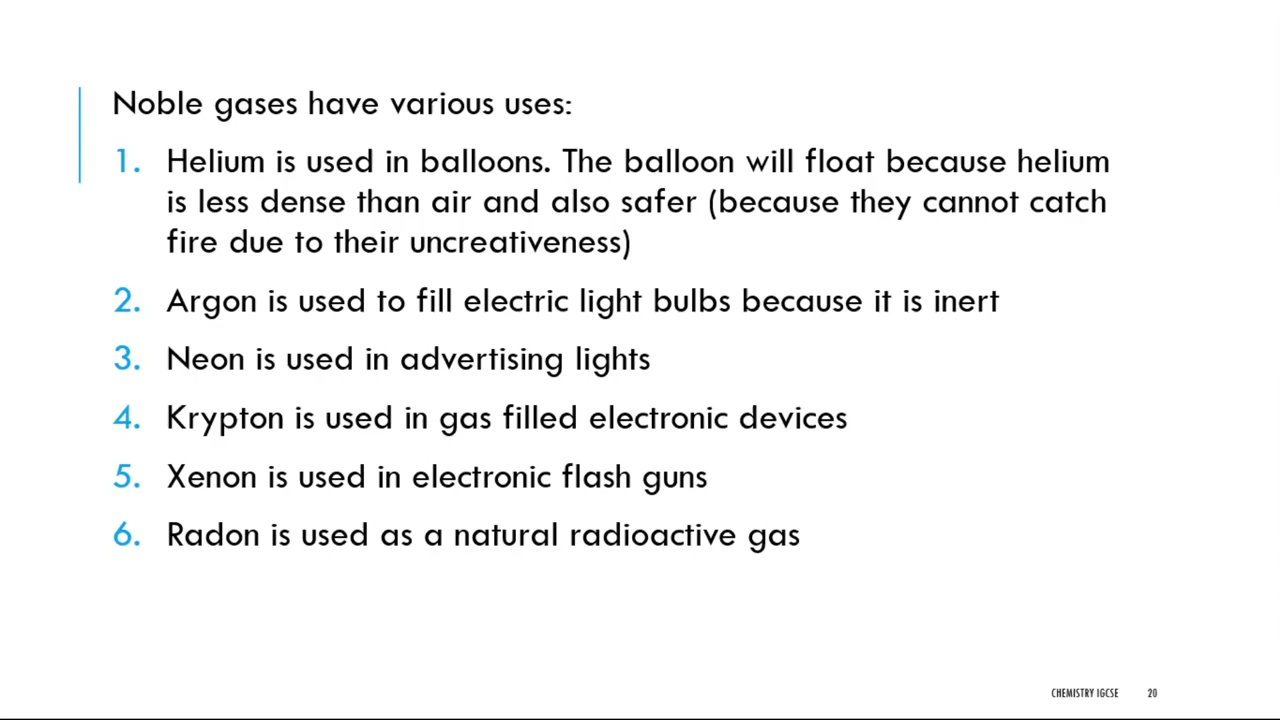 Noble gases have various uses:
1. Helium is used in balloons. The balloon will float because helium
is less dense than air and also safer (because they cannot catch
fire due to their uncreativeness)
2. Argon is used to fill electric light bulbs because it is inert
3. Neon is used in advertising lights
4. Krypton is used in gas filled electronic devices
5. Xenon is used in electronic flash guns
6. Radon is used as a natural radioactive gas
CHEMISTRY IGCSE 20